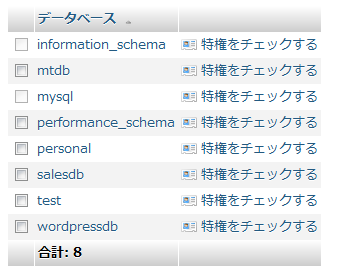 データベース
information_schema 特権をチェックする
mtdb 特権をチェックする
mysql 特権をチェックする
performance_schema 特権をチェックする
personal 特権をチェックする
salesdb 特権をチェックする
test 特権をチェックする
wordpressdb 特権をチェックする
合計: 8